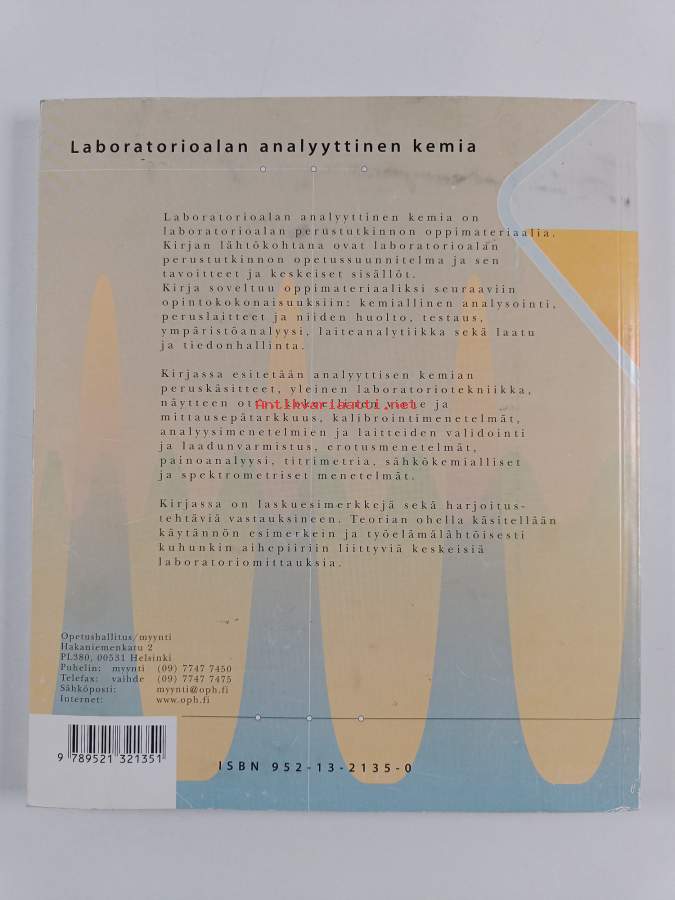 Laboratorioalan analyyttinen kemia
Laboratorioalan analyyttinen kemia on
laboratorioalan perustutkinnon oppimateriaalia.
Kirjan lähtökohtana ovat laboratorioalan
perustutkinnon opetussuunnitelma ja sen
tavoitteet ja keskeiset sisällöt.
Kirja soveltuu oppimateriaaliksi seuraaviin
opintokokonaisuuksiin: kemiallinen analysointi,
peruslaitteet ja niiden huolto, testaus,
ympäristöanalyysi, laiteanalytiikka sekä laatu
ja tiedonhallinta.
Kirjassa esitetään analyyttisen kemian
peruskäsitteet, yleinen laboratoriotekniikka,
näytteen otto, virhe ja
Antikvariaatti.net
mittausepätarkkuus, kalibrointimenetelmät,
analyysimenetelmien ja laitteiden validointi
ja laadunvarmistus, erotusmenetelmät,
painoanalyysi, titrimetria, sähkökemialliset
ja spektrometriset menetelmät.
Kirjassa on laskuesimerkkejä sekä harjoitus-
tehtäviä vastauksineen. Teorian ohella käsitellään
käytännön esimerkein ja työelämälähtöisesti
kuhunkin aihepiiriin liittyviä keskeisiä
laboratoriomittauksia.
Opetushallitus/myynti
Hakaniemenkatu 2
PL380, 00531 Helsinki
Puhelin: myynti (09) 7747 7450
Telefax: vaihde (09) 7747 7475
Sähköposti: myynti@oph.fi
Internet: www.oph.fi
9 789521 321351
ISBN 952-13-2135-0